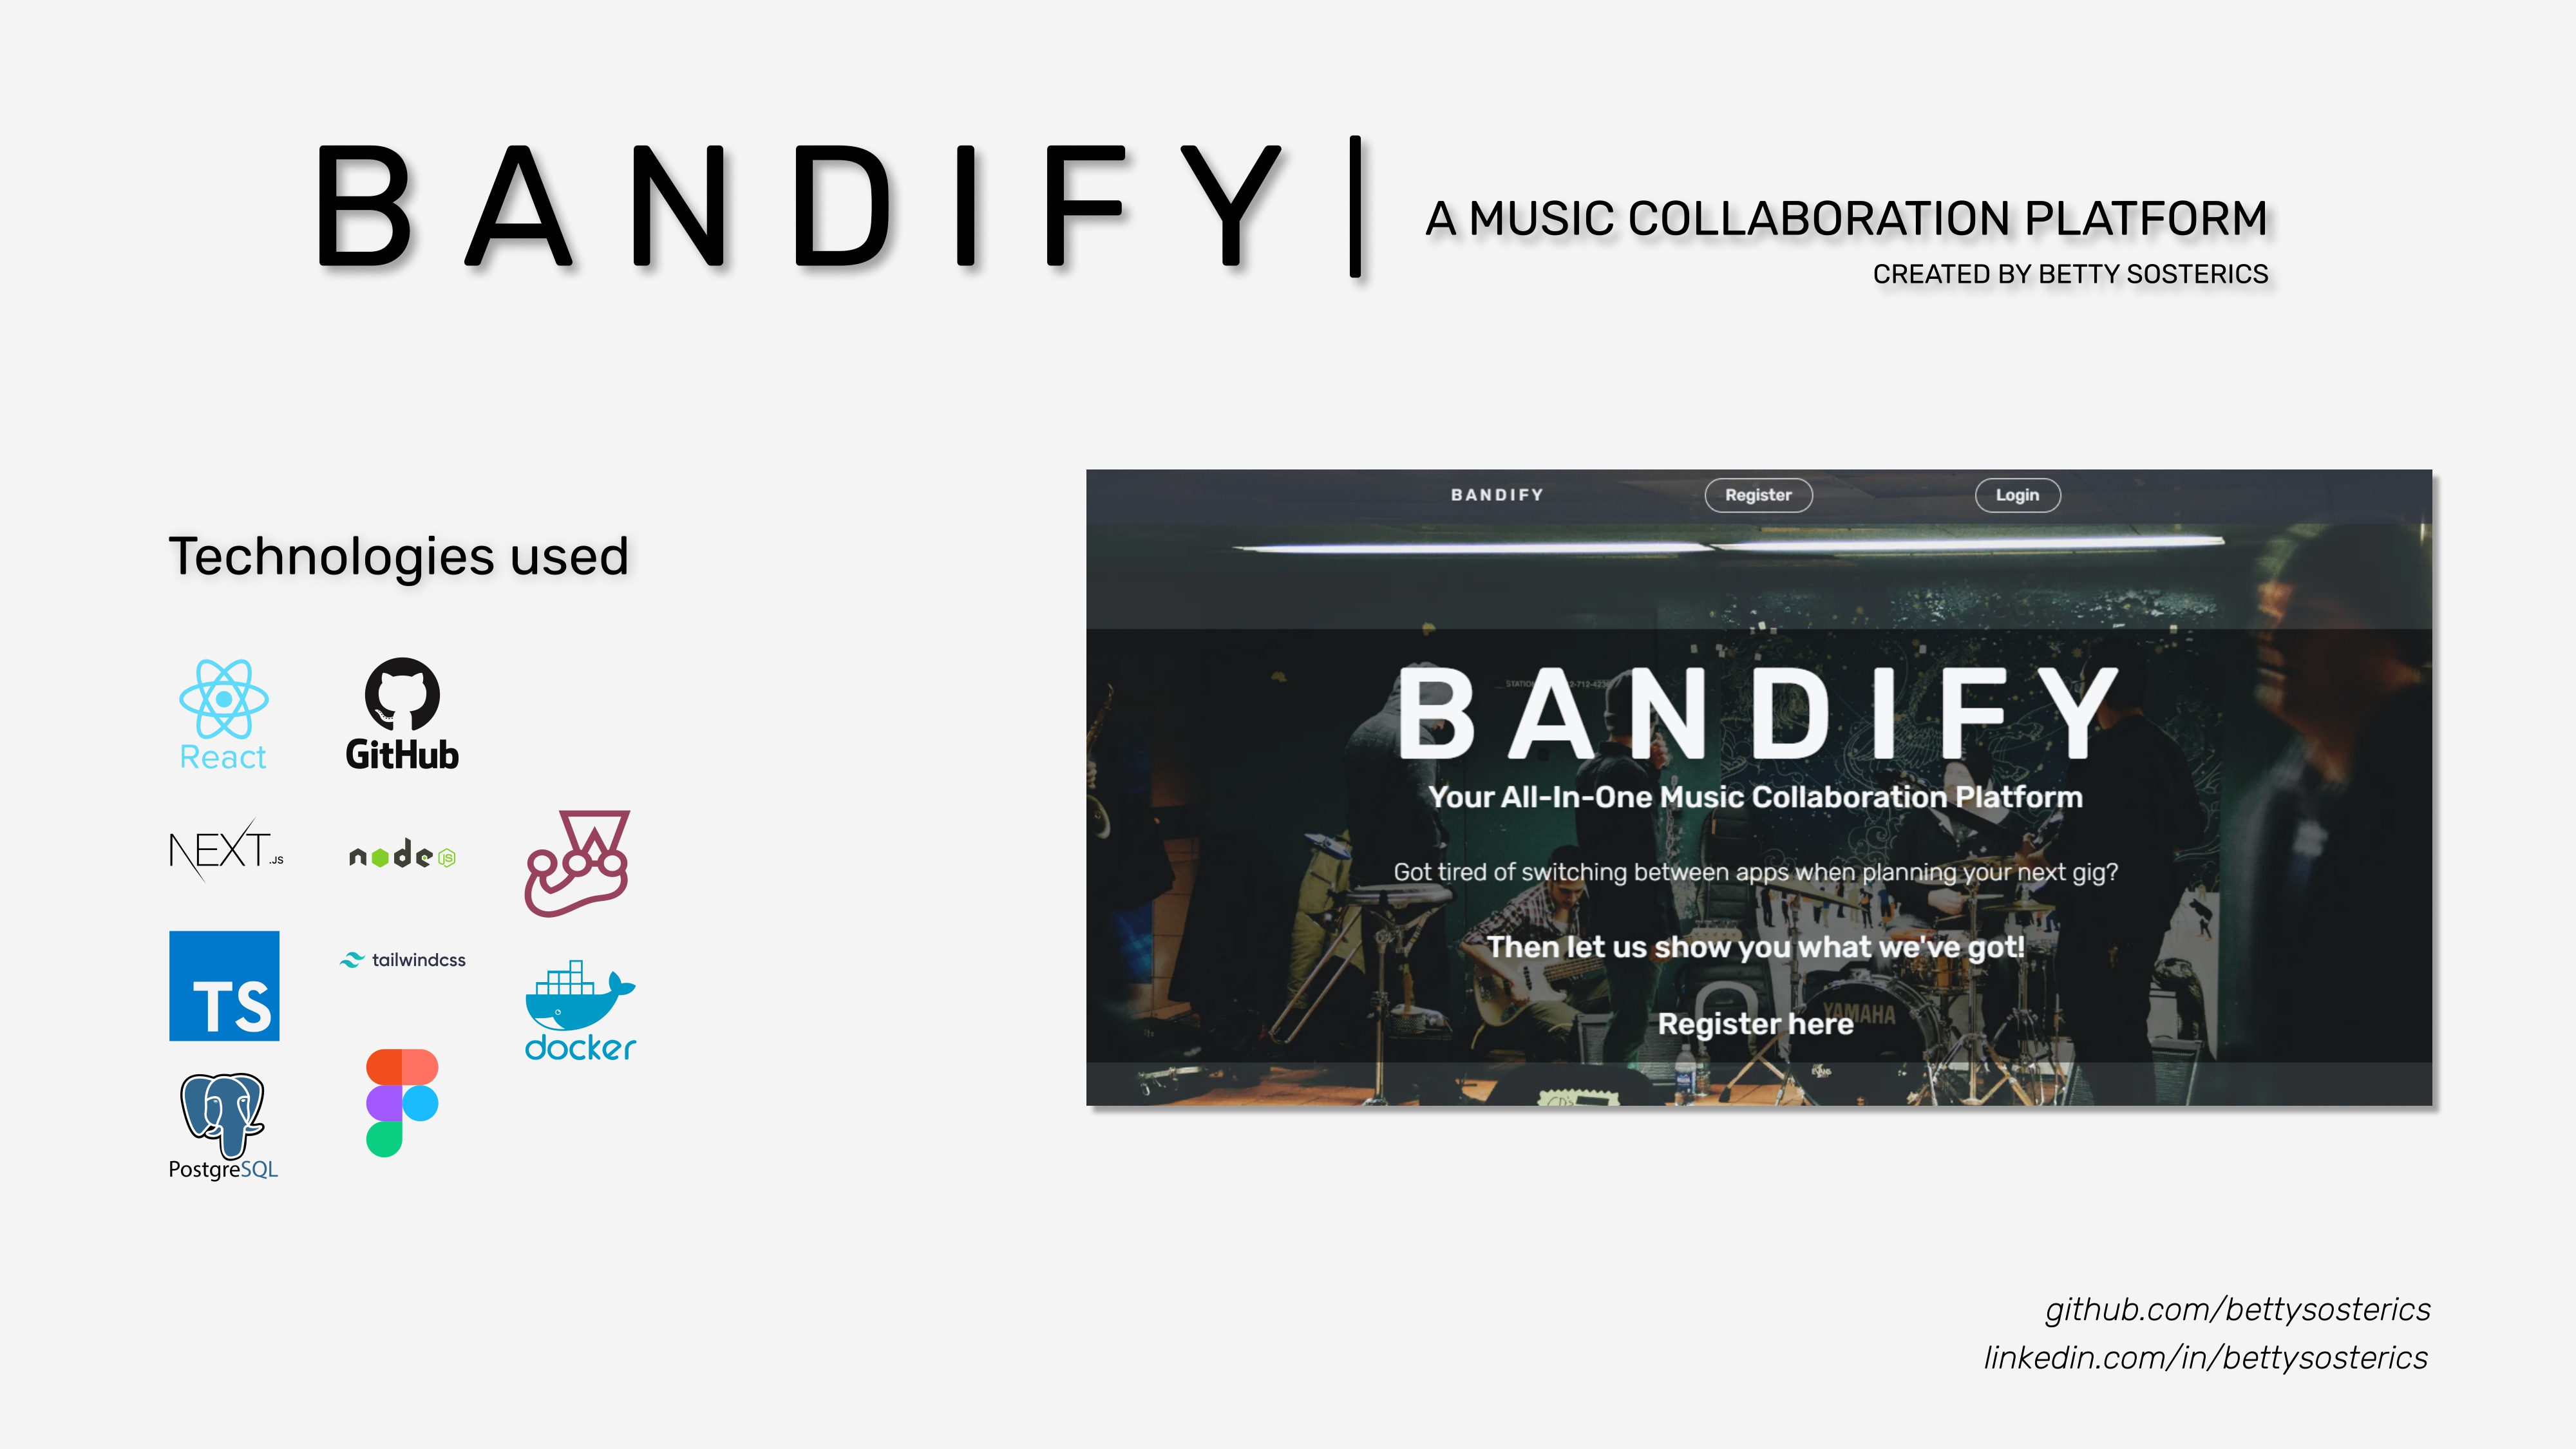 BANDIFY |
A MUSIC COLLABORATION PLATFORM
CREATED BY BETTY SOSTERICS
Technologies used
React
GitHub
NEXT.JS
node JS
TS
tailwindcss
docker
PostgreSQL
BANDIFY
Register
Login
BANDIFY
Your All-In-One Music Collaboration Platform
Got tired of switching between apps when planning your next gig?
Then let us show you what we've got!
YAMAHA
Register here
EVANS
CD's
github.com/bettysosterics
linkedin.com/in/bettysosterics